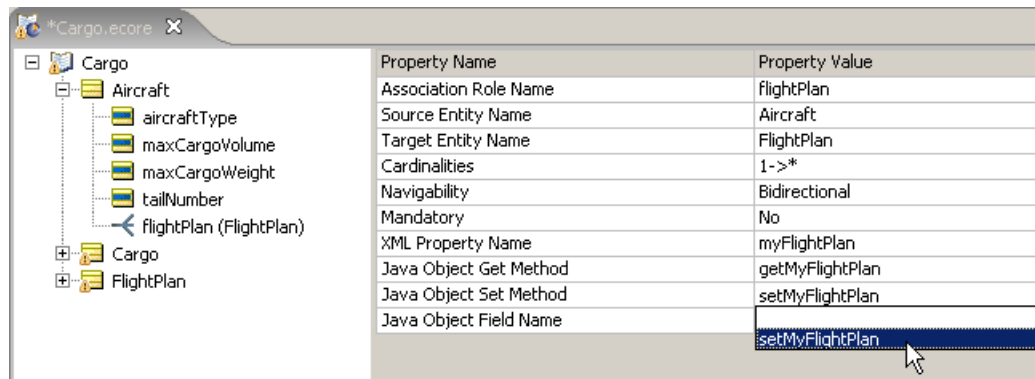 *Cargo.ecore
Cargo
Aircraft
aircraftType
maxCargoVolume
maxCargoWeight
tailNumber
flightPlan (FlightPlan)
Cargo
FlightPlan
Property Name Property Value
Association Role Name flightPlan
Source Entity Name Aircraft
Target Entity Name FlightPlan
Cardinalities 1->*
Navigability Bidirectional
Mandatory No
XML Property Name myFlightPlan
Java Object Get Method getMyFlightPlan
Java Object Set Method setMyFlightPlan
Java Object Field Name
setMyFlightPlan